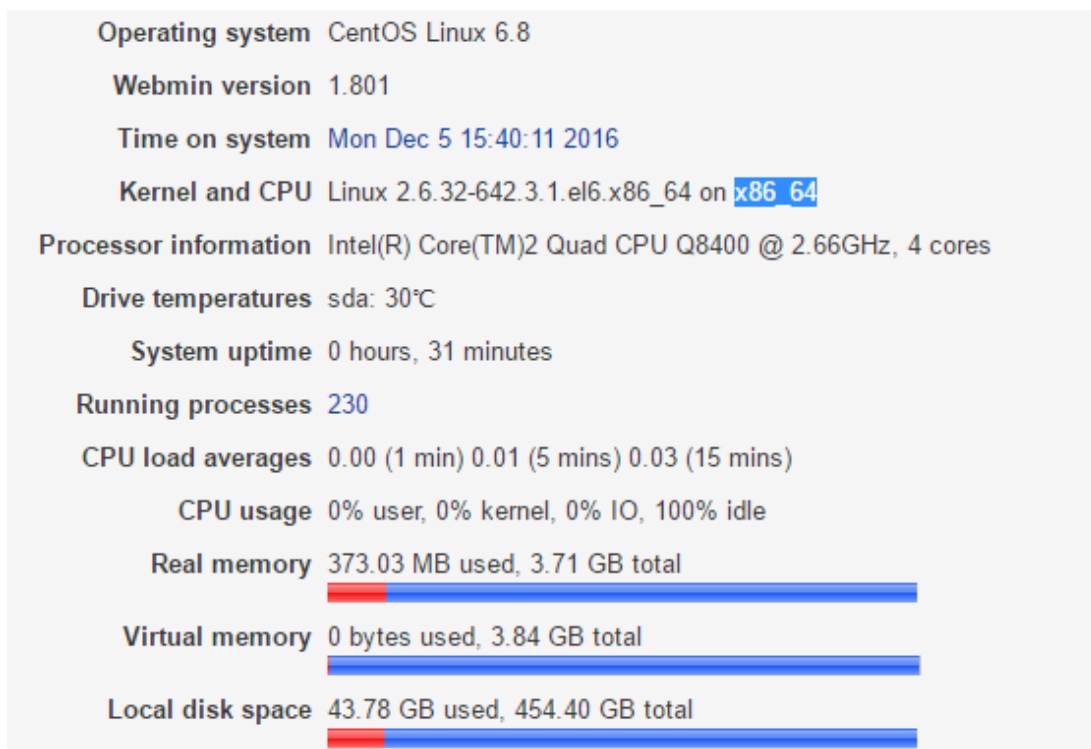 Operating system CentOS Linux 6.8
Webmin version 1.801
Time on system Mon Dec 5 15:40:11 2016
Kernel and CPU Linux 2.6.32-642.3.1.el6.x86_64 on x86_64
Processor information Intel(R) Core(TM)2 Quad CPU Q8400 @ 2.66GHz, 4 cores
Drive temperatures sda: 30℃
System uptime 0 hours, 31 minutes
Running processes 230
CPU load averages 0.00 (1 min) 0.01 (5 mins) 0.03 (15 mins)
CPU usage 0% user, 0% kernel, 0% IO, 100% idle
Real memory 373.03 MB used, 3.71 GB total
Virtual memory 0 bytes used, 3.84 GB total
Local disk space 43.78 GB used, 454.40 GB total